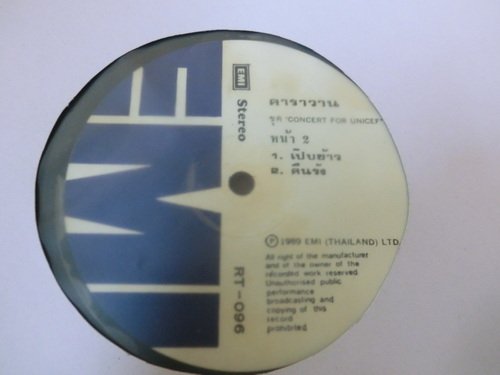 EMI
EMI
Stereo
คาราวาน
ชุด "CONCERT FOR UNICEF"
หน้า 2
๑. เปิบข้าว
๒. คืนรัง
Ⓟ 1989 EMI (THAILAND) LTD.
All right of the manufacturer
and of the owner of the
recorded work reserved
Unauthorised public
performance
broadcasting and
copying of this
record
prohibited
RT-096